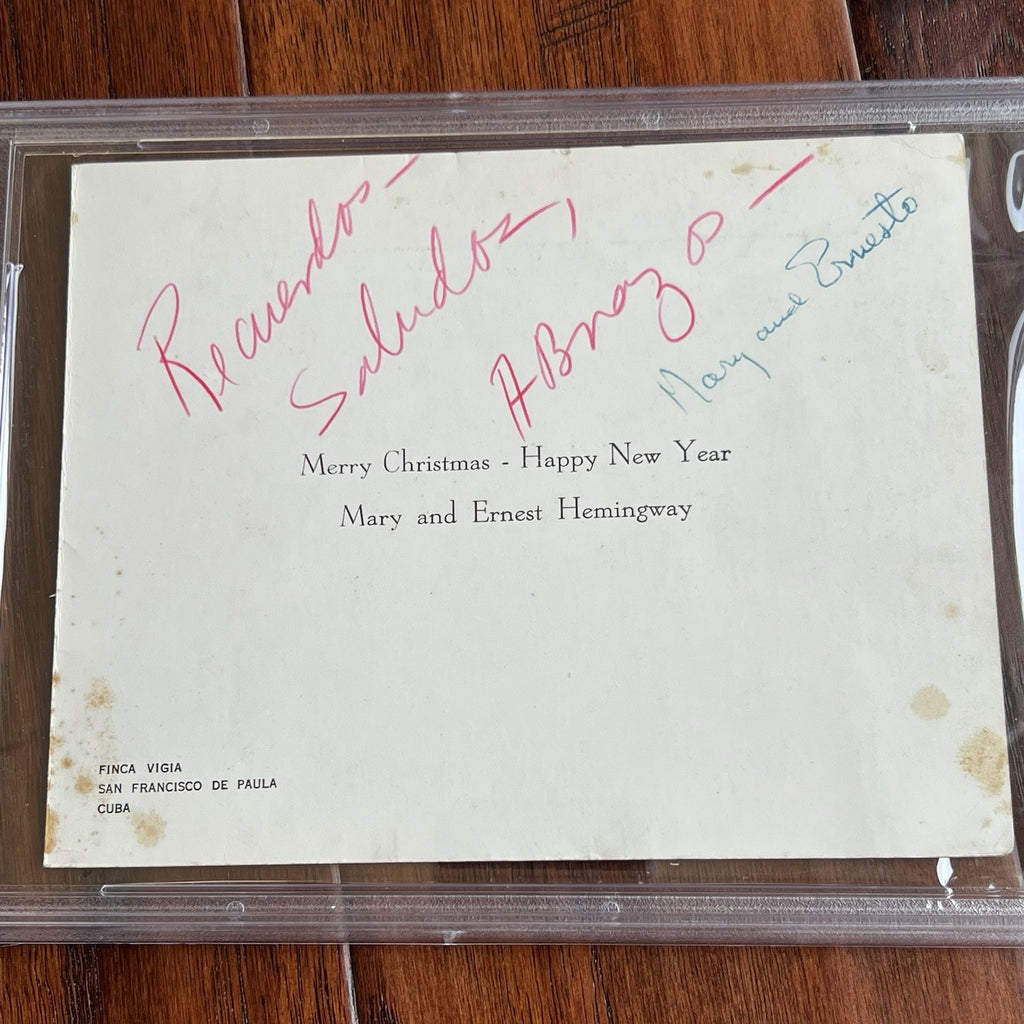 Recuerdos-
Saludos,
ABrazo -
Mary and Ernesto
Merry Christmas - Happy New Year
Mary and Ernest Hemingway
FINCA VIGIA
SAN FRANCISCO DE PAULA
CUBA